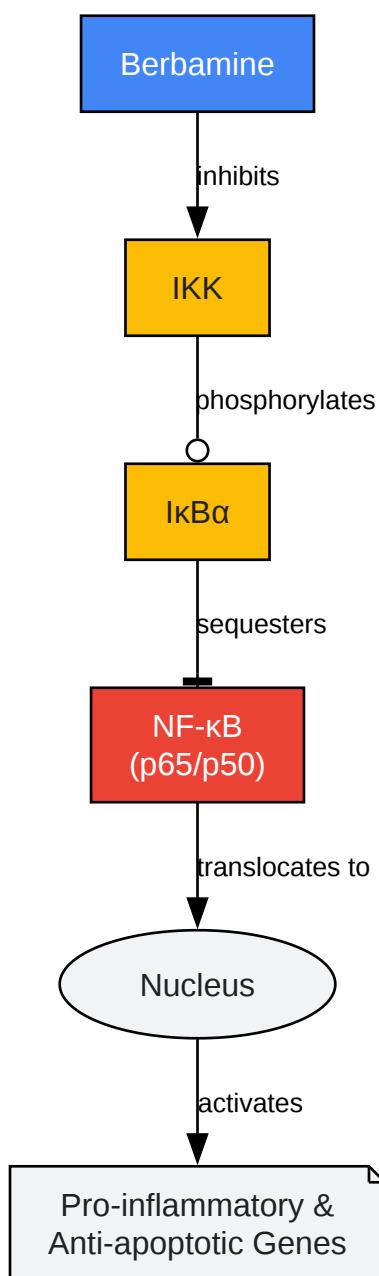 Berbamine
inhibits
IKK
phosphorylates
IκBα
sequesters
NF-κB
(p65/p50)
translocates to
Nucleus
activates
Pro-inflammatory &
Anti-apoptotic Genes